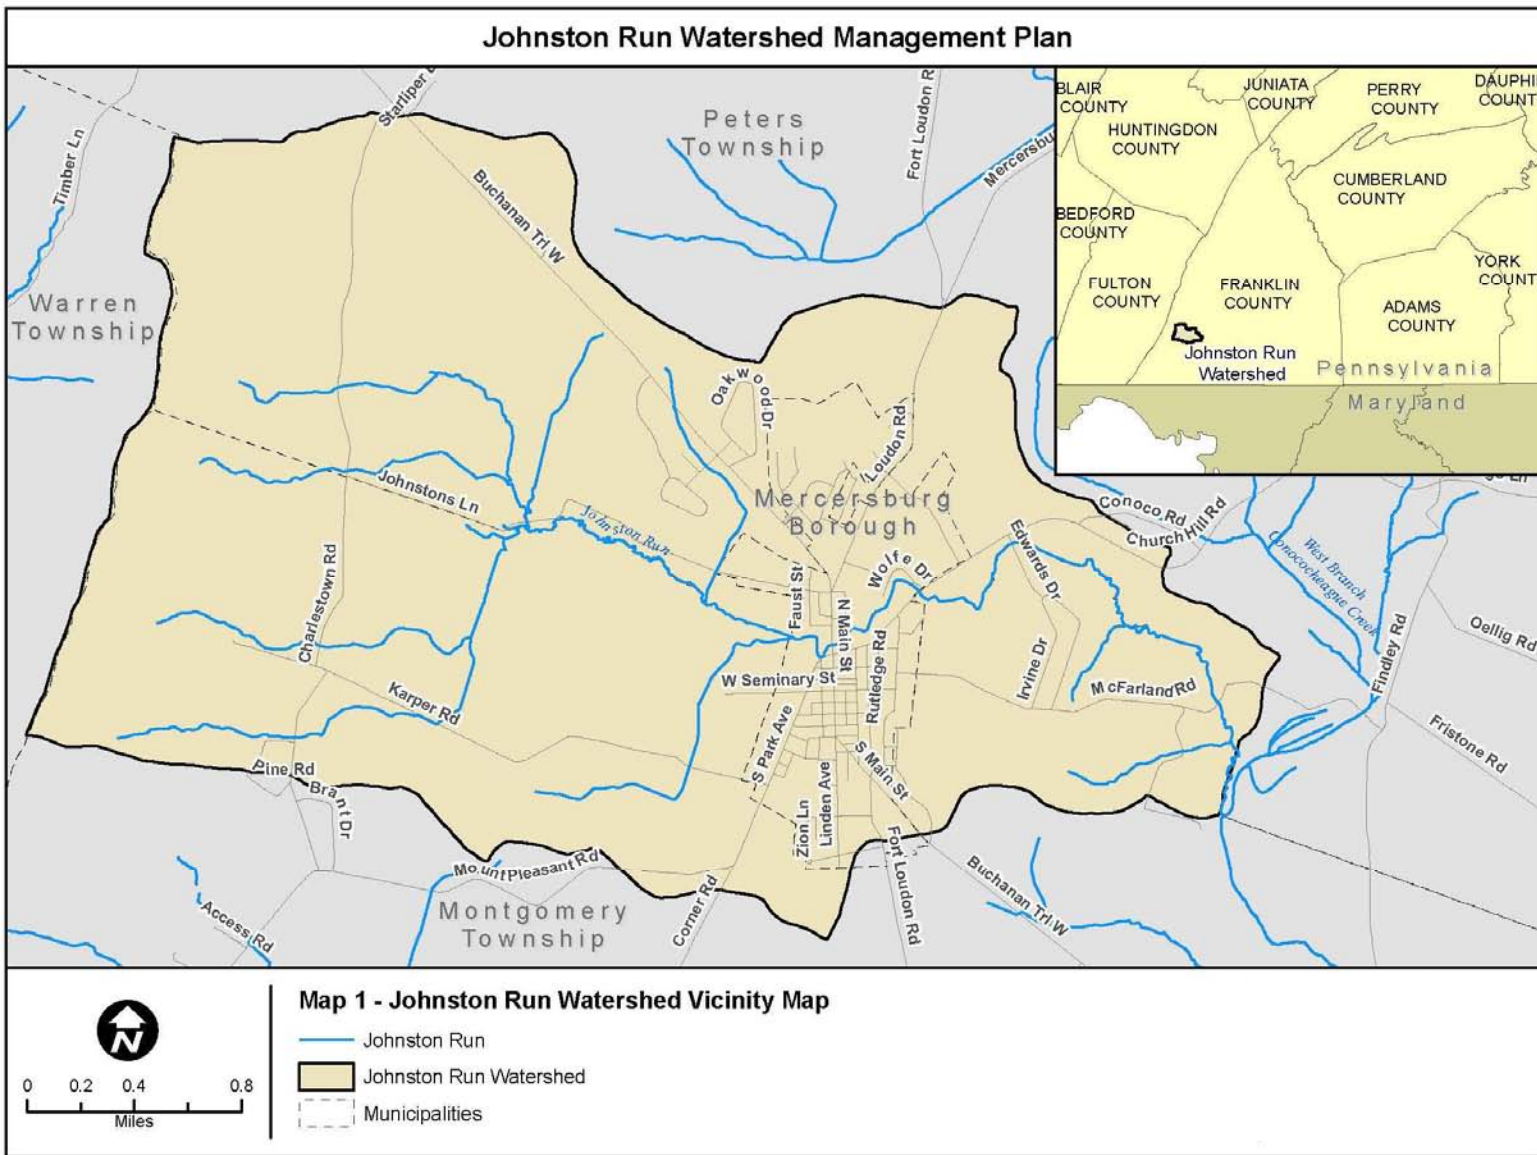 Johnston Run Watershed Management Plan
Timber Ln
Warren
Township
Peters
Township
Fort Loudon R
Mercersbu
Buchanan Trl W
BLAIR
COUNTY
HUNTINGDON
COUNTY
JUNIATA
COUNTY
PERRY
COUNTY
DAUPHI
COUNT
CUMBERLAND
COUNTY
BEDFORD
COUNTY
FULTON
COUNTY
FRANKLIN
COUNTY
ADAMS
COUNTY
YORK
COUNT
Johnston Run
Watershed
Pennsylvania
Maryland
Oakwood Dr
Loudon Rd
Johnstons Ln
Johnston Run
Mercersburg
Borough
Conoco Rd
Church Hill Rd
Edwards Dr
West Branch
Conococheague Creek
Wolfe Dr
Faust St
N Main St
Rutledge Rd
Charlestown Rd
Karper Rd
W Seminary St
Irvine Dr
McFarland Rd
Findley Rd
Oellig Rd
Fristone Rd
S Park Ave
S Main St
Pine Rd
Brant Dr
Zion Ln
Linden Ave
Mount Pleasant Rd
Fort Loudon Rd
Buchanan Trl W
Access Rd
Montgomery
Township
Corner Rd
N
0 0.2 0.4 0.8
Miles
Map 1 - Johnston Run Watershed Vicinity Map
Johnston Run
Johnston Run Watershed
Municipalities